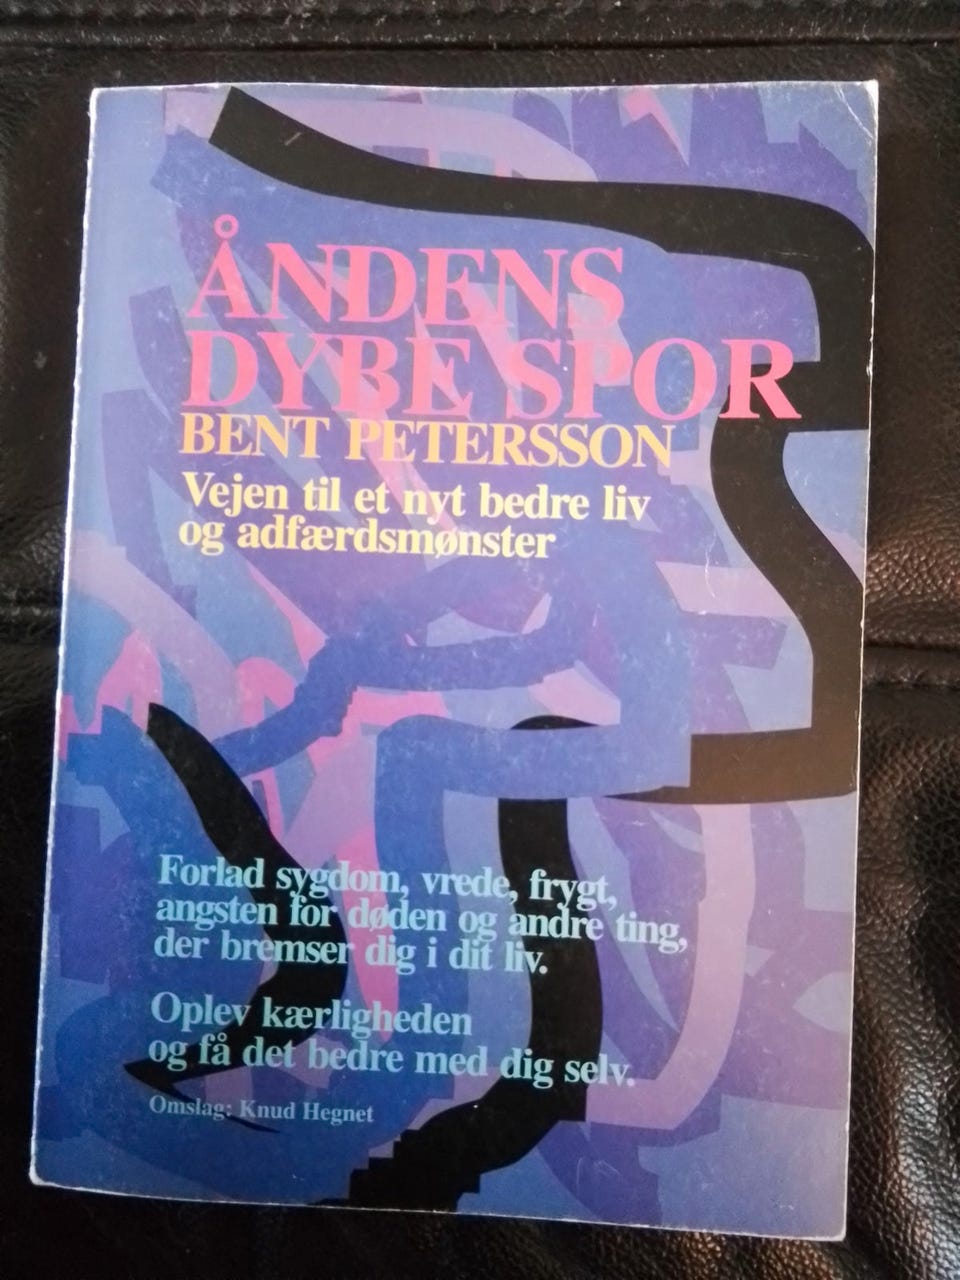 ÅNDENS
DYBE SPOR
BENT PETERSSON
Vejen til et nyt bedre liv
og adfærdsmønster
Forlad sygdom, vrede, frygt,
angsten for døden og andre ting,
der bremser dig i dit liv.
Oplev kærligheden
og få det bedre med dig selv.
Omslag: Knud Hegnet